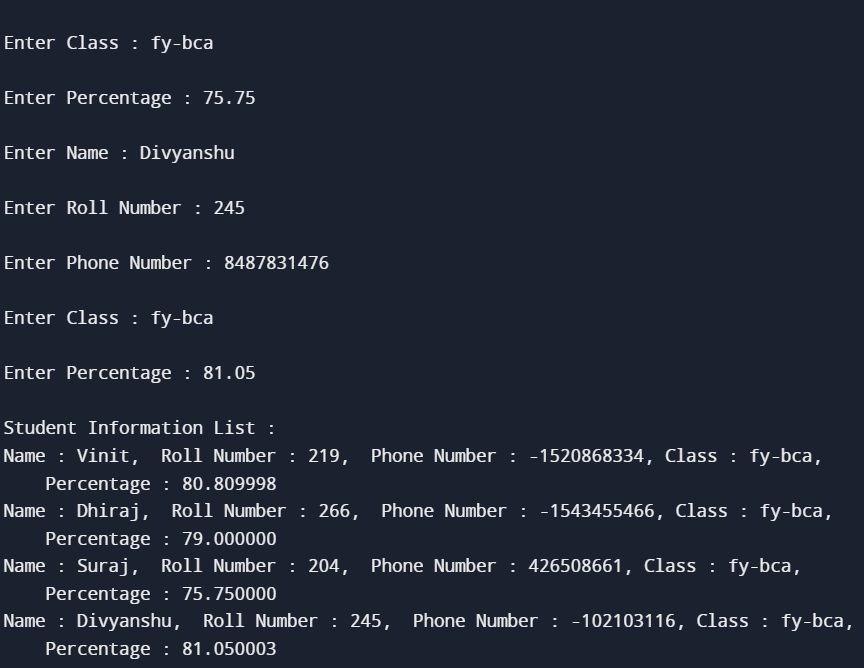 Enter Class : fy-bca
Enter Percentage : 75.75
Enter Name : Divyanshu
Enter Roll Number : 245
Enter Phone Number : 8487831476
Enter Class : fy-bca
Enter Percentage : 81.05
Student Information List :
Name : Vinit,  Roll Number : 219,  Phone Number : -1520868334, Class : fy-bca,
    Percentage : 80.809998
Name : Dhiraj,  Roll Number : 266,  Phone Number : -1543455466, Class : fy-bca,
    Percentage : 79.000000
Name : Suraj,  Roll Number : 204,  Phone Number : 426508661, Class : fy-bca,
    Percentage : 75.750000
Name : Divyanshu,  Roll Number : 245,  Phone Number : -102103116, Class : fy-bca,
    Percentage : 81.050003